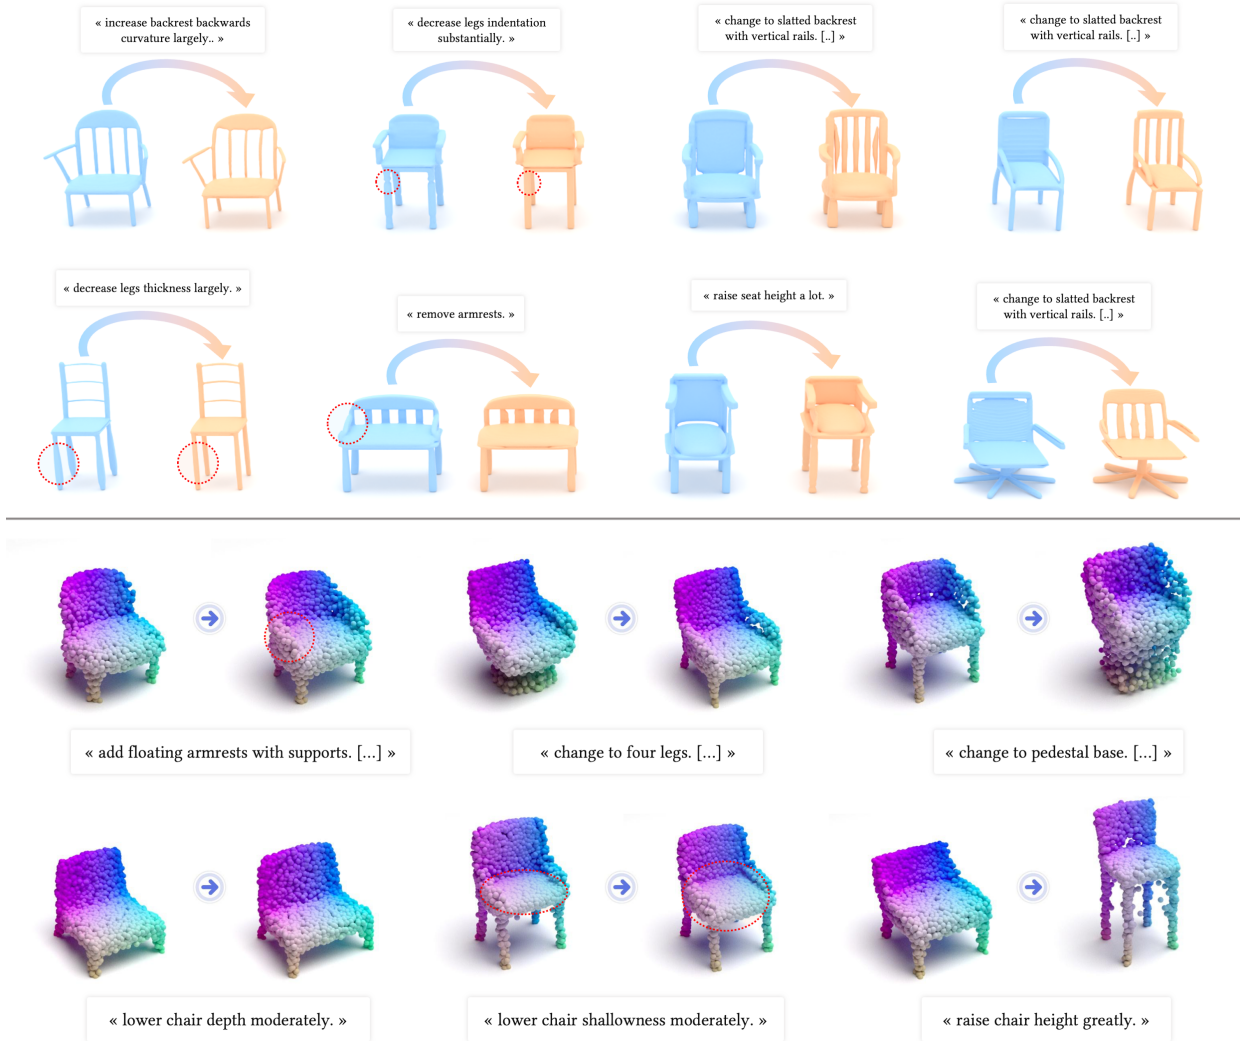 « increase backrest backwards
curvature largely.. »
« decrease legs indentation
substantially. »
« change to slatted backrest
with vertical rails. [..] »
« change to slatted backrest
with vertical rails. [..] »
« decrease legs thickness largely. »
« remove armrests. »
« raise seat height a lot. »
« change to slatted backrest
with vertical rails. [..] »
« add floating armrests with supports. [...] »
« change to four legs. [...] »
« change to pedestal base. [...] »
« lower chair depth moderately. »
« lower chair shallowness moderately. »
« raise chair height greatly. »